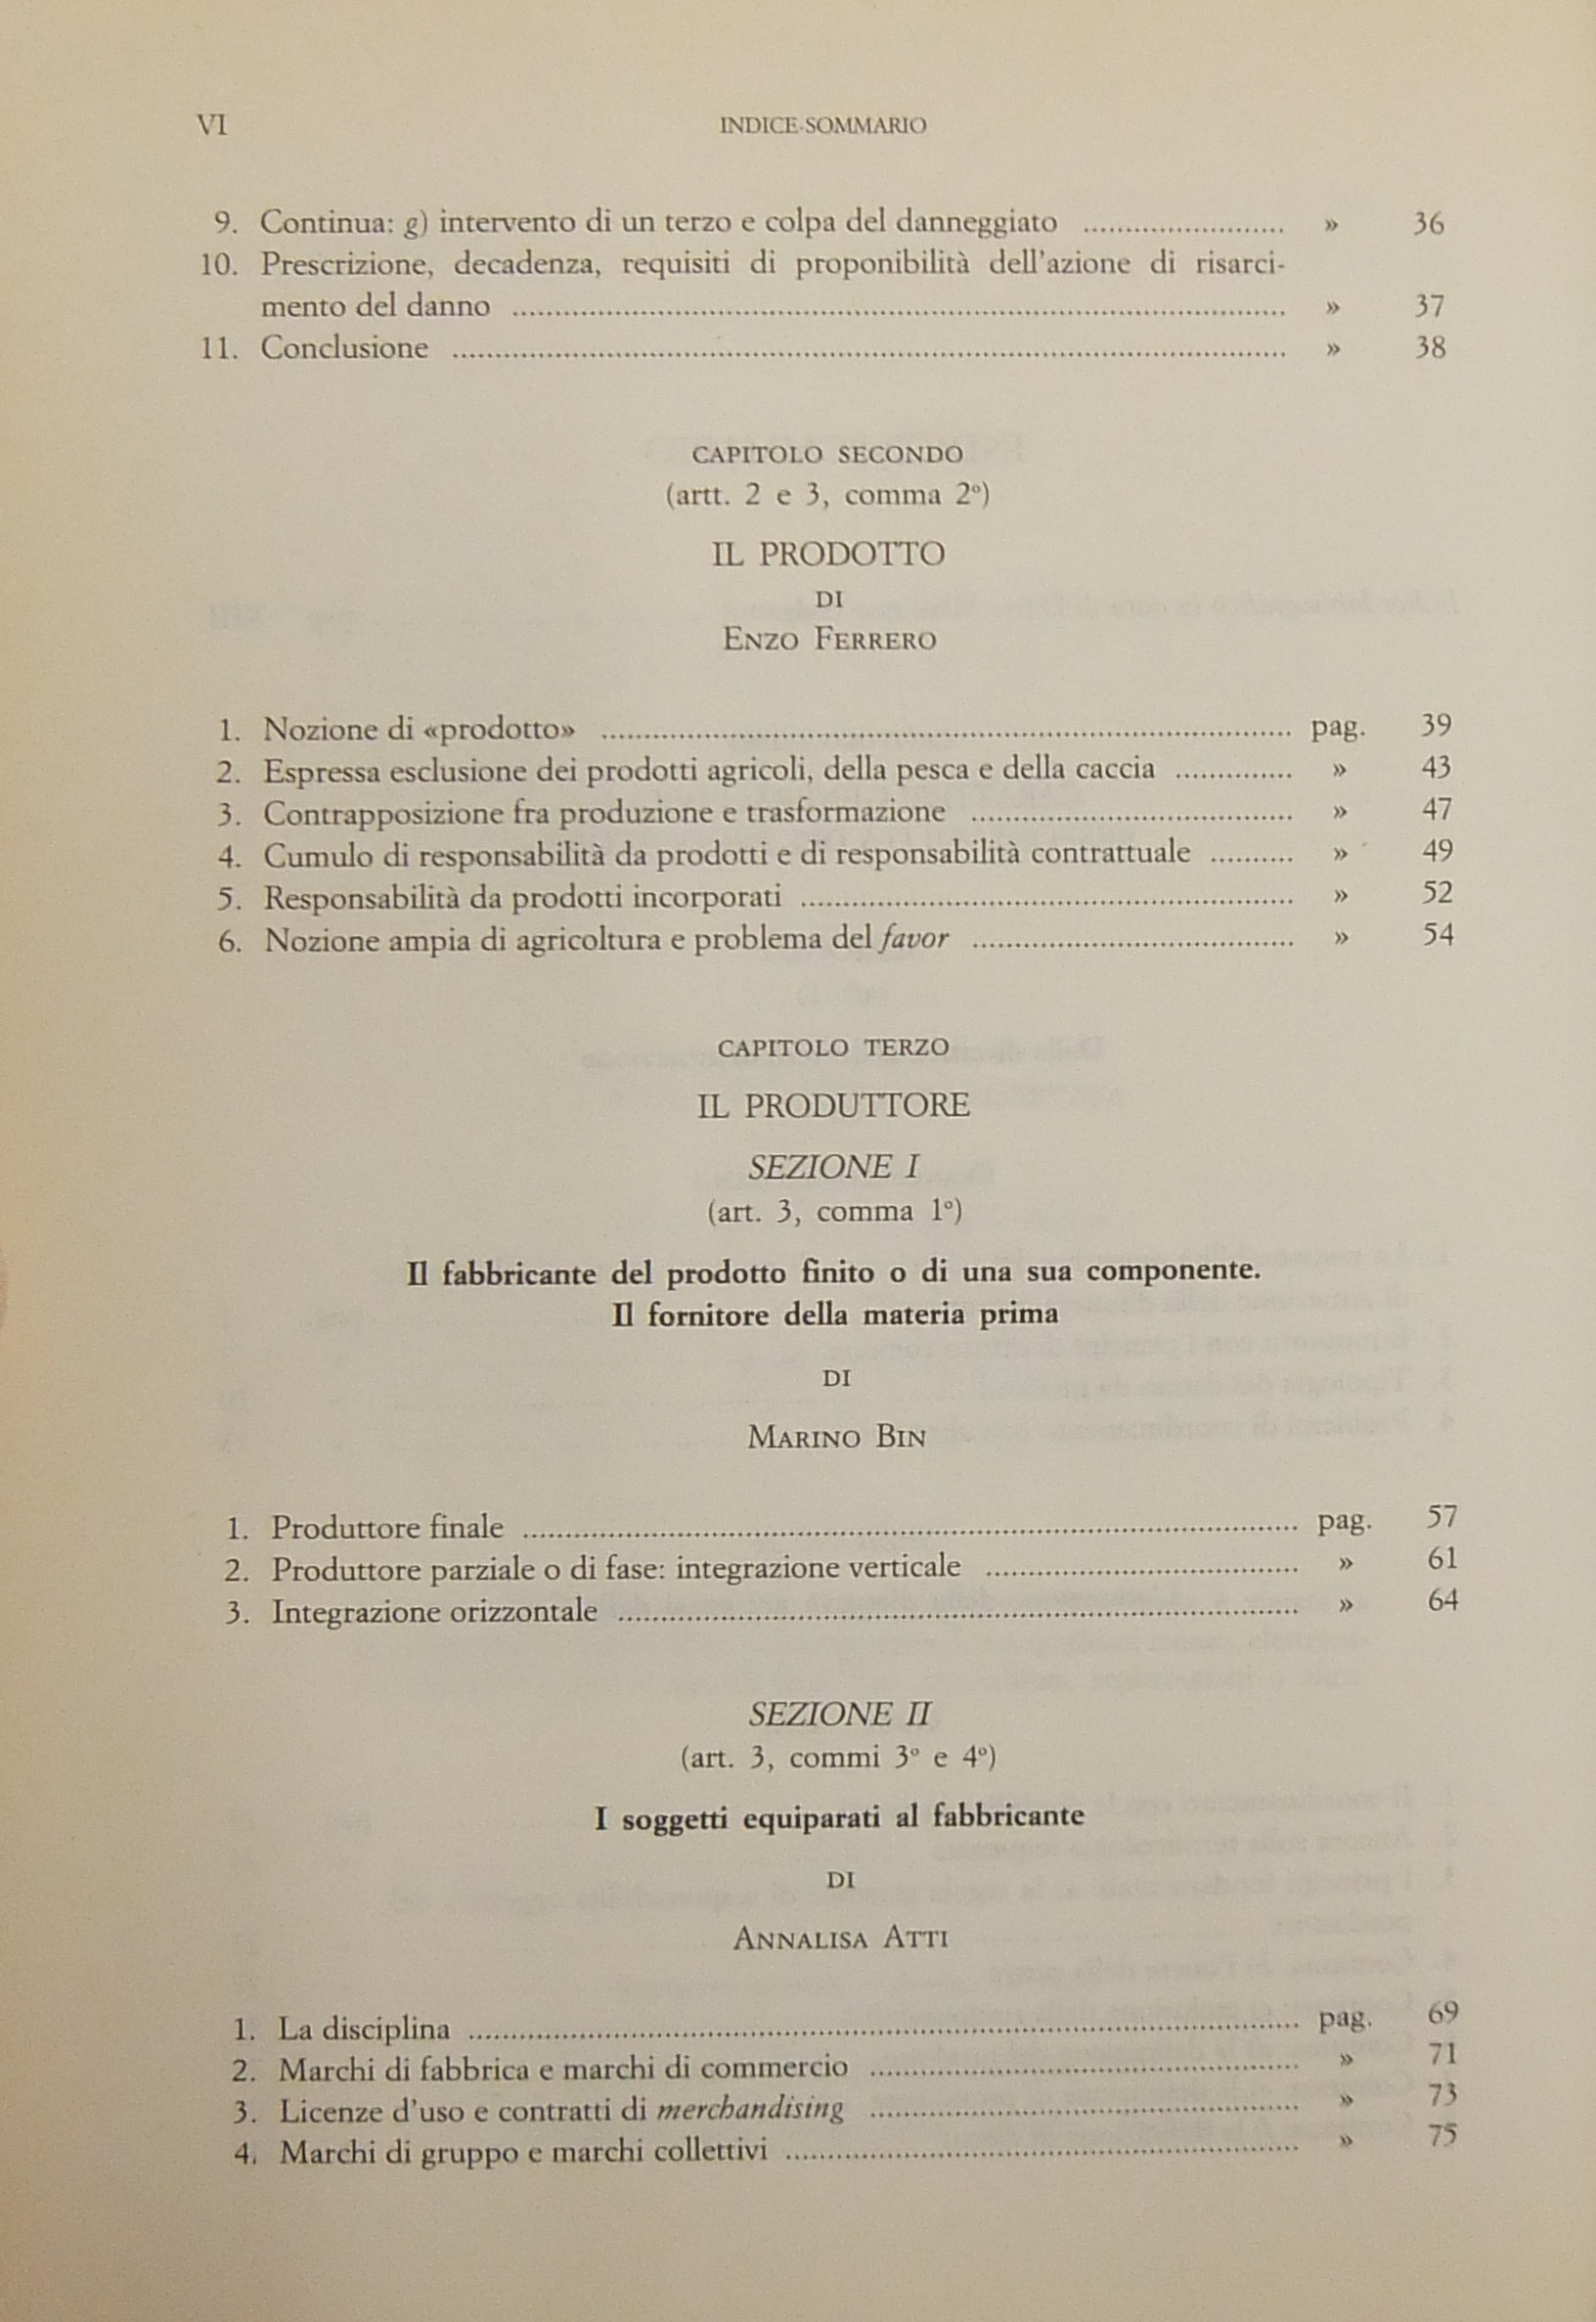 VI INDICE-SOMMARIO
9. Continua: g) intervento di un terzo e colpa del danneggiato ........................ » 36
10. Prescrizione, decadenza, requisiti di proponibilità dell'azione di risarci-
mento del danno ........................ » 37
11. Conclusione ........................ » 38
CAPITOLO SECONDO
(artt. 2 e 3, comma 2º)
IL PRODOTTO
DI
ENZO FERRERO
1. Nozione di «prodotto» ........................ pag. 39
2. Espressa esclusione dei prodotti agricoli, della pesca e della caccia .............. » 43
3. Contrapposizione fra produzione e trasformazione ........................ » 47
4. Cumulo di responsabilità da prodotti e di responsabilità contrattuale .......... » 49
5. Responsabilità da prodotti incorporati ........................ » 52
6. Nozione ampia di agricoltura e problema del favor ........................ » 54
CAPITOLO TERZO
IL PRODUTTORE
SEZIONE I
(art. 3, comma 1º)
Il fabbricante del prodotto finito o di una sua componente.
Il fornitore della materia prima
DI
MARINO BIN
1. Produttore finale ........................ pag. 57
2. Produttore parziale o di fase: integrazione verticale ........................ » 61
3. Integrazione orizzontale ........................ » 64
SEZIONE II
(art. 3, commi 3º e 4º)
I soggetti equiparati al fabbricante
DI
ANNALISA ATTI
1. La disciplina ........................ pag. 69
2. Marchi di fabbrica e marchi di commercio ........................ » 71
3. Licenze d'uso e contratti di merchandising ........................ » 73
4. Marchi di gruppo e marchi collettivi ........................ » 75